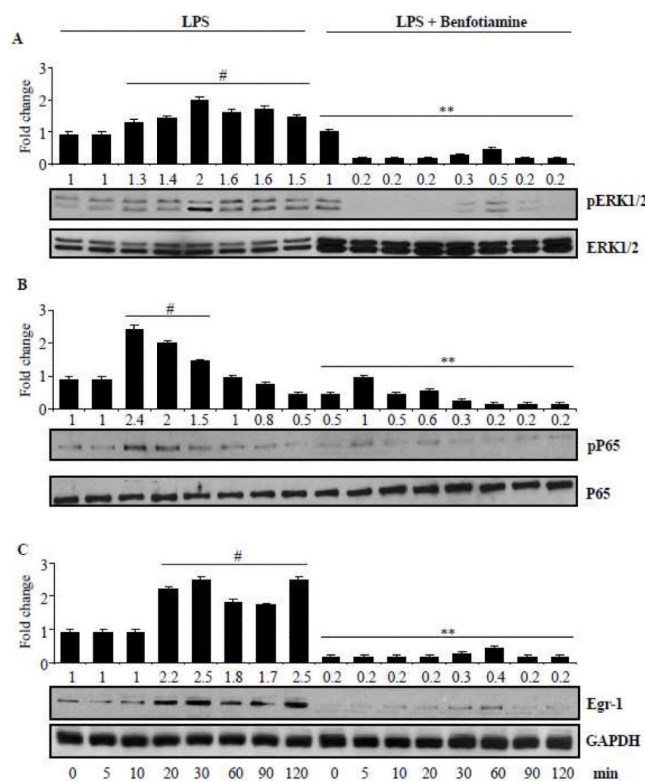 LPS LPS + Benfotiamine
A
Fold change
3
2
1
0
#
**
1 1 1.3 1.4 2 1.6 1.6 1.5 1 0.2 0.2 0.2 0.3 0.5 0.2 0.2
pERK1/2
ERK1/2
B
Fold change
3
2
1
0
#
**
1 1 2.4 2 1.5 1 0.8 0.5 0.5 1 0.5 0.6 0.3 0.2 0.2 0.2
pP65
P65
C
Fold change
3
2
1
0
#
**
1 1 1 2.2 2.5 1.8 1.7 2.5 0.2 0.2 0.2 0.2 0.3 0.4 0.2 0.2
Egr-1
GAPDH
0 5 10 20 30 60 90 120 0 5 10 20 30 60 90 120 min